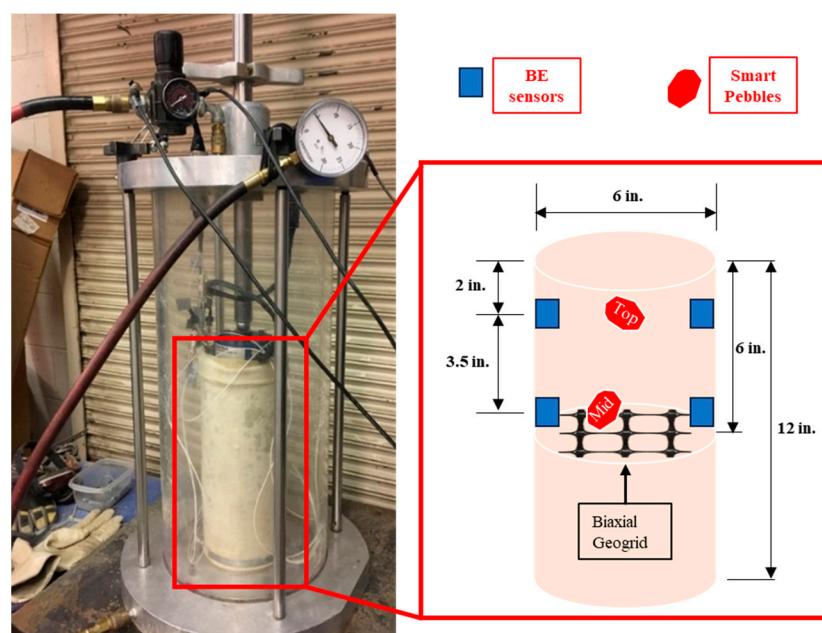 BE
sensors
Smart
Pebbles
6 in.
2 in.
Top
3.5 in.
6 in.
Mid
12 in.
Biaxial
Geogrid